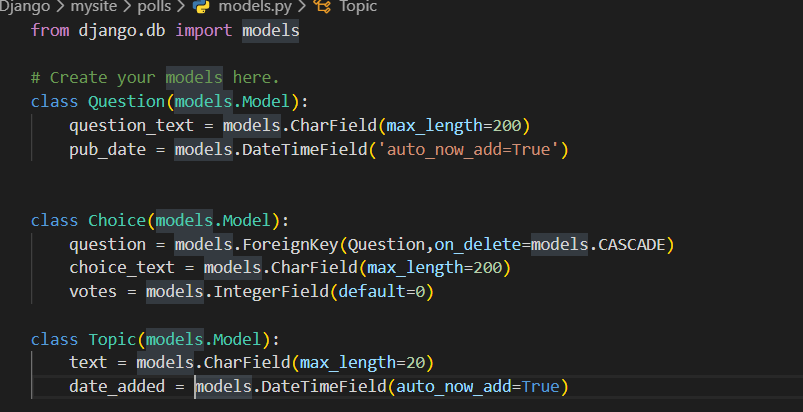 Django > mysite > polls > models.py > Topic
from django.db import models
# Create your models here.
class Question(models.Model):
    question_text = models.CharField(max_length=200)
    pub_date = models.DateTimeField('auto_now_add=True')
class Choice(models.Model):
    question = models.ForeignKey(Question,on_delete=models.CASCADE)
    choice_text = models.CharField(max_length=200)
    votes = models.IntegerField(default=0)
class Topic(models.Model):
    text = models.CharField(max_length=20)
    date_added = models.DateTimeField(auto_now_add=True)